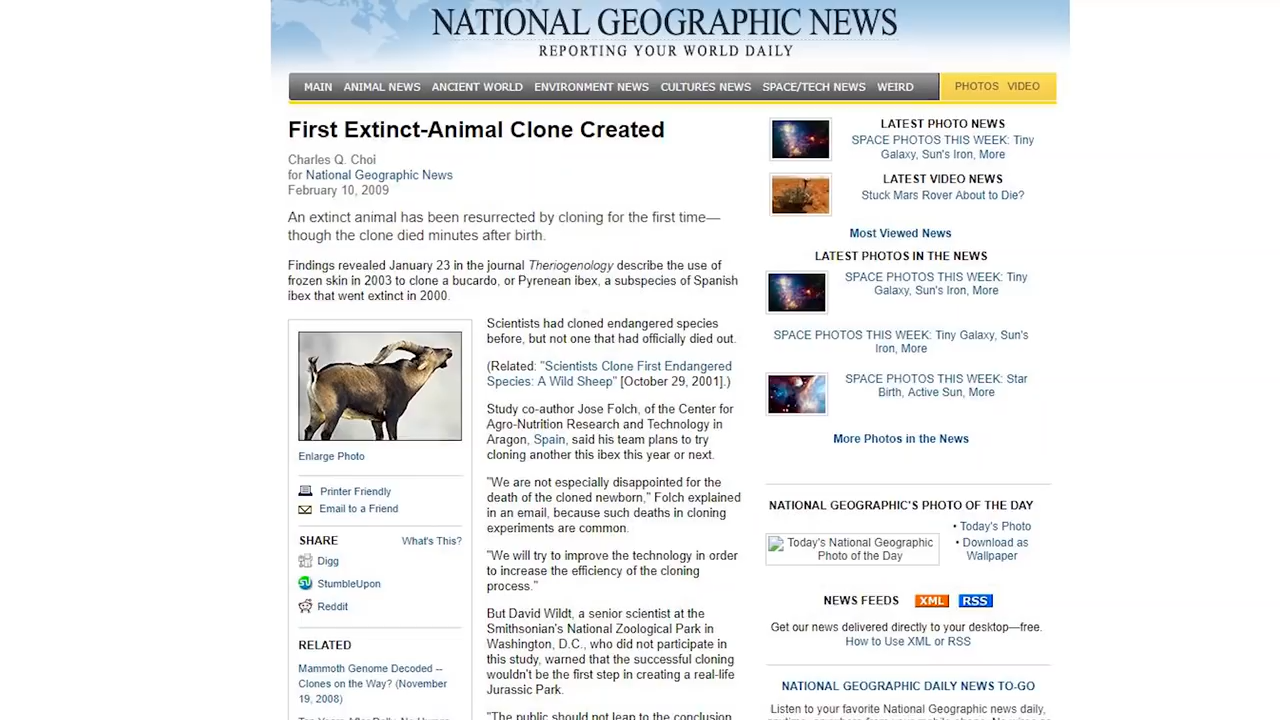 NATIONAL GEOGRAPHIC NEWS
REPORTING YOUR WORLD DAILY
MAIN ANIMAL NEWS ANCIENT WORLD ENVIRONMENT NEWS CULTURES NEWS SPACE/TECH NEWS WEIRD PHOTOS VIDEO
First Extinct-Animal Clone Created
Charles Q. Choi
for National Geographic News
February 10, 2009
An extinct animal has been resurrected by cloning for the first time—
though the clone died minutes after birth.
Findings revealed January 23 in the journal Theriogenology describe the use of
frozen skin in 2003 to clone a bucardo, or Pyrenean ibex, a subspecies of Spanish
ibex that went extinct in 2000.
Enlarge Photo
Printer Friendly
Email to a Friend
SHARE What's This?
Digg
StumbleUpon
Reddit
RELATED
Mammoth Genome Decoded --
Clones on the Way? (November
19, 2008)
Scientists had cloned endangered species
before, but not one that had officially died out.
(Related: "Scientists Clone First Endangered
Species: A Wild Sheep" [October 29, 2001].)
Study co-author Jose Folch, of the Center for
Agro-Nutrition Research and Technology in
Aragon, Spain, said his team plans to try
cloning another this ibex this year or next.
"We are not especially disappointed for the
death of the cloned newborn," Folch explained
in an email, because such deaths in cloning
experiments are common.
"We will try to improve the technology in order
to increase the efficiency of the cloning
process."
But David Wildt, a senior scientist at the
Smithsonian's National Zoological Park in
Washington, D.C., who did not participate in
this study, warned that the successful cloning
wouldn't be the first step in creating a real-life
Jurassic Park.
"The public should not leap to the conclusion
LATEST PHOTO NEWS
SPACE PHOTOS THIS WEEK: Tiny
Galaxy, Sun's Iron, More
LATEST VIDEO NEWS
Stuck Mars Rover About to Die?
Most Viewed News
LATEST PHOTOS IN THE NEWS
SPACE PHOTOS THIS WEEK: Tiny
Galaxy, Sun's Iron, More
SPACE PHOTOS THIS WEEK: Tiny Galaxy, Sun's
Iron, More
SPACE PHOTOS THIS WEEK: Star
Birth, Active Sun, More
More Photos in the News
NATIONAL GEOGRAPHIC'S PHOTO OF THE DAY
Today's National Geographic
Photo of the Day
• Today's Photo
• Download as
Wallpaper
NEWS FEEDS XML RSS
Get our news delivered directly to your desktop—free.
How to Use XML or RSS
NATIONAL GEOGRAPHIC DAILY NEWS TO-GO
Listen to your favorite National Geographic news daily,